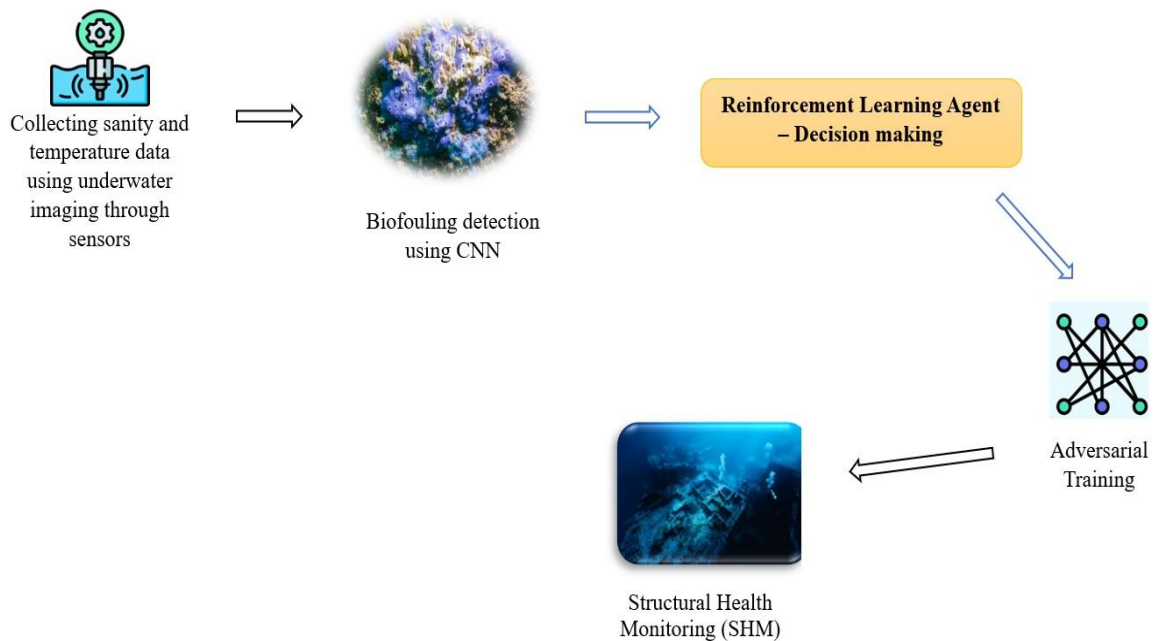 Collecting sanity and
temperature data
using underwater
imaging through
sensors
Biofouling detection
using CNN
Reinforcement Learning Agent
– Decision making
Adversarial
Training
Structural Health
Monitoring (SHM)